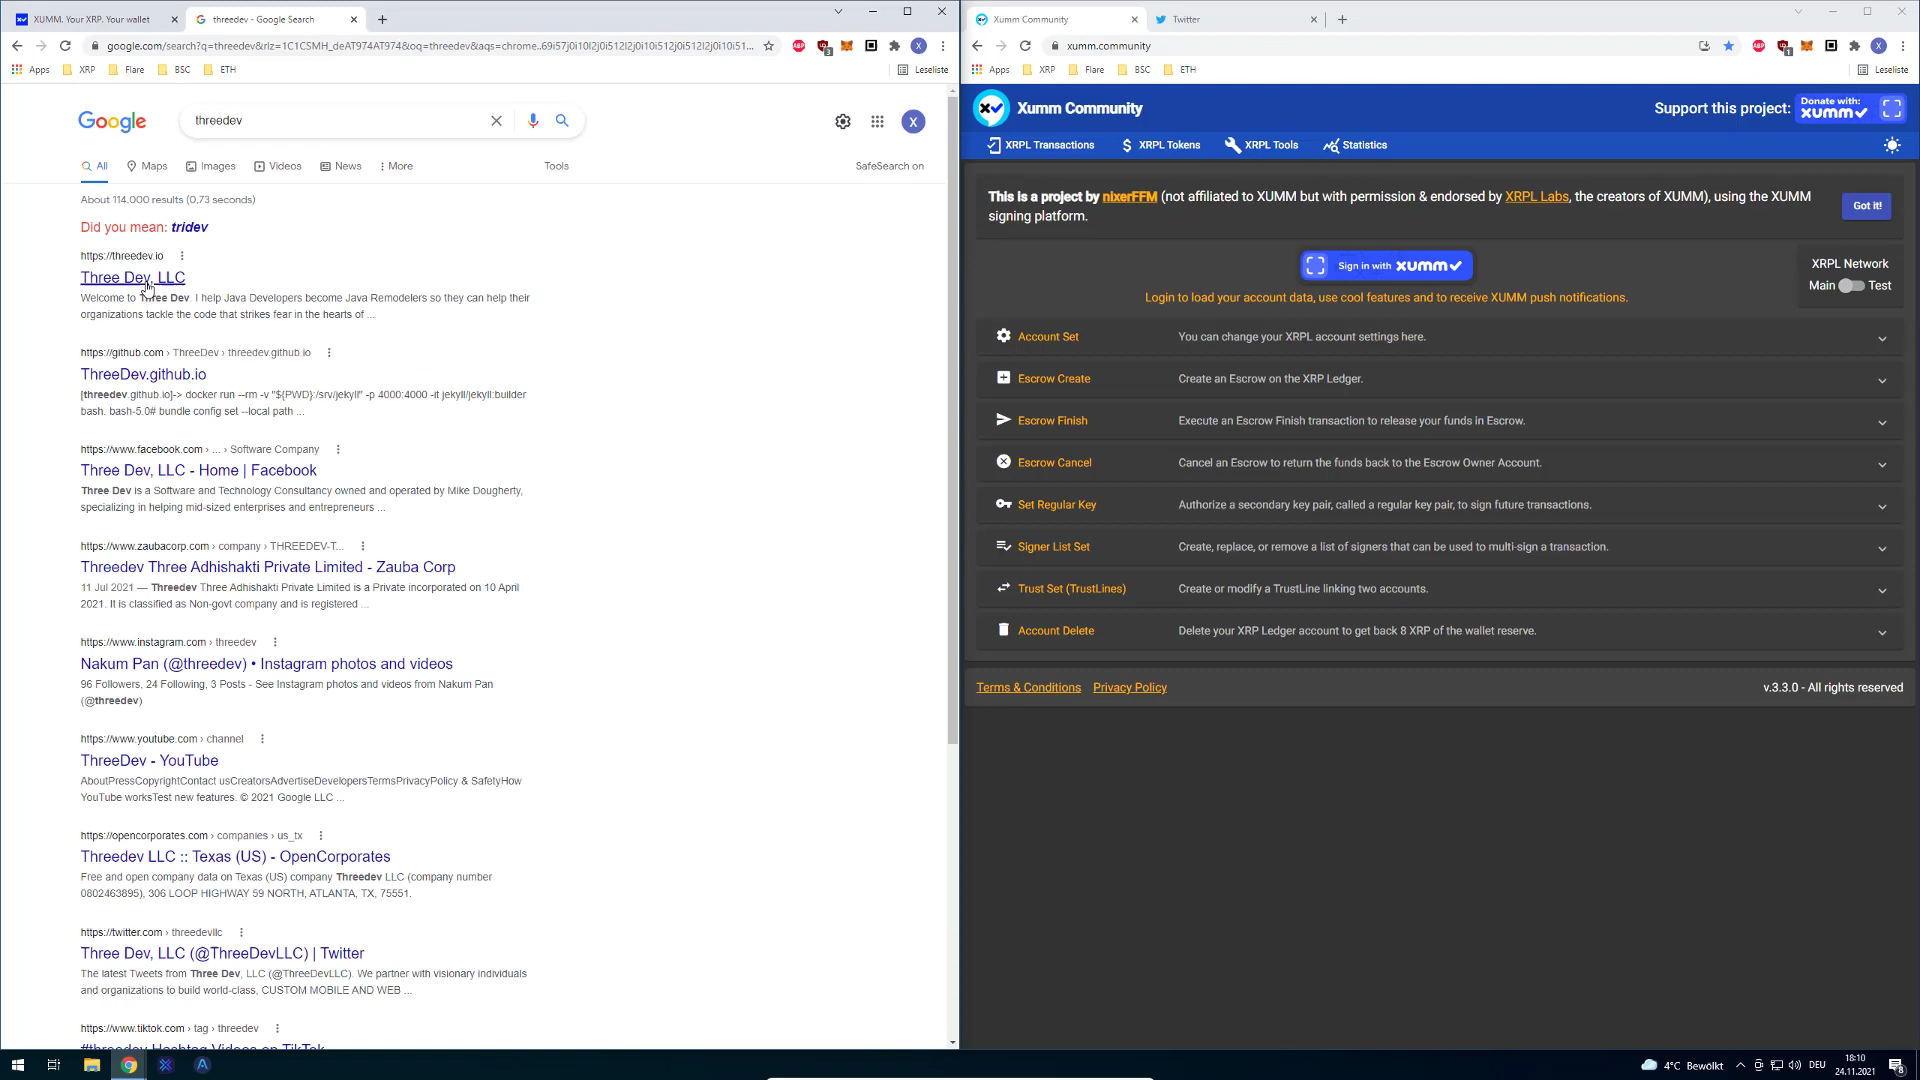 XUMM. Your XRP. Your wallet
threedev - Google Search
google.com/search?q=threedev&rlz=1C1CSMH_deAT974AT974&oq=threedev&aqs=chrome..69i57j0i10l2j0i512l2j0i10i512j0i512l2j0i10i51...
Apps
XRP
Flare
BSC
ETH
Leseliste
Google
threedev
X
All
Maps
Images
Videos
News
More
Tools
SafeSearch on
About 114.000 results (0,73 seconds)
Did you mean: tridev
https://threedev.io
Three Dev, LLC
Welcome to Three Dev. I help Java Developers become Java Remodelers so they can help their
organizations tackle the code that strikes fear in the hearts of ...
https://github.com › ThreeDev › threedev.github.io
ThreeDev.github.io
[threedev.github.io]-> docker run --rm -v "${PWD}:/srv/jekyll" -p 4000:4000 -it jekyll/jekyll:builder
bash. bash-5.0# bundle config set --local path ...
https://www.facebook.com › ... › Software Company
Three Dev, LLC - Home | Facebook
Three Dev is a Software and Technology Consultancy owned and operated by Mike Dougherty,
specializing in helping mid-sized enterprises and entrepreneurs ...
https://www.zaubacorp.com › company › THREEDEV-T...
Threedev Three Adhishakti Private Limited - Zauba Corp
11 Jul 2021 — Threedev Three Adhishakti Private Limited is a Private incorporated on 10 April
2021. It is classified as Non-govt company and is registered ...
https://www.instagram.com › threedev
Nakum Pan (@threedev) • Instagram photos and videos
96 Followers, 24 Following, 3 Posts - See Instagram photos and videos from Nakum Pan
(@threedev)
https://www.youtube.com › channel
ThreeDev - YouTube
AboutPressCopyrightContact usCreatorsAdvertiseDevelopersTermsPrivacyPolicy & SafetyHow
YouTube worksTest new features. © 2021 Google LLC ...
https://opencorporates.com › companies › us_tx
Threedev LLC :: Texas (US) - OpenCorporates
Free and open company data on Texas (US) company Threedev LLC (company number
0802463895), 306 LOOP HIGHWAY 59 NORTH, ATLANTA, TX, 75551.
https://twitter.com › threedevllc
Three Dev, LLC (@ThreeDevLLC) | Twitter
The latest Tweets from Three Dev, LLC (@ThreeDevLLC). We partner with visionary individuals
and organizations to build world-class, CUSTOM MOBILE AND WEB ...
https://www.tiktok.com › tag › threedev
#threedev Hashtag Videos on TikTok
Xumm Community
Twitter
xumm.community
Apps
XRP
Flare
BSC
ETH
Leseliste
Xumm Community
Support this project:
Donate with:
xumm
XRPL Transactions
XRPL Tokens
XRPL Tools
Statistics
This is a project by nixerFFM (not affiliated to XUMM but with permission & endorsed by XRPL Labs, the creators of XUMM), using the XUMM
signing platform.
Got it!
Sign in with xumm
Login to load your account data, use cool features and to receive XUMM push notifications.
XRPL Network
Main
Test
Account Set
You can change your XRPL account settings here.
Escrow Create
Create an Escrow on the XRP Ledger.
Escrow Finish
Execute an Escrow Finish transaction to release your funds in Escrow.
Escrow Cancel
Cancel an Escrow to return the funds back to the Escrow Owner Account.
Set Regular Key
Authorize a secondary key pair, called a regular key pair, to sign future transactions.
Signer List Set
Create, replace, or remove a list of signers that can be used to multi-sign a transaction.
Trust Set (TrustLines)
Create or modify a TrustLine linking two accounts.
Account Delete
Delete your XRP Ledger account to get back 8 XRP of the wallet reserve.
Terms & Conditions
Privacy Policy
v.3.3.0 - All rights reserved
4°C Bewölkt
DEU
18:10
24.11.2021